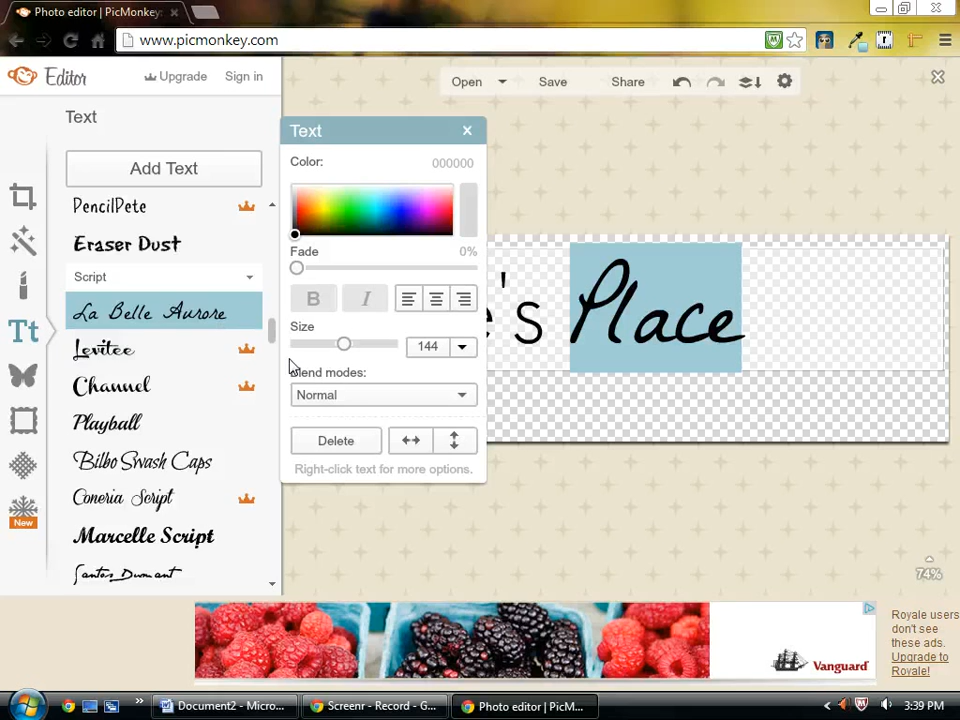 Photo editor | PicMonkey:
www.picmonkey.com
Editor
Upgrade
Sign in
Open
Save
Share
Text
Add Text
PencilPete
Eraser Dust
Script
La Belle Aurore
Levitee
Channel
Playball
Bilbo Swash Caps
Coneria Script
Marcelle Script
Santos Dumont
New
Text
Color:
000000
Fade
0%
B
I
Size
144
Blend modes:
Normal
Delete
Right-click text for more options.
e's Place
74%
Vanguard
Royale users
don't see
these ads.
Upgrade to
Royale!
Document2 - Micro...
Screenr - Record - G...
Photo editor | PicM...
3:39 PM